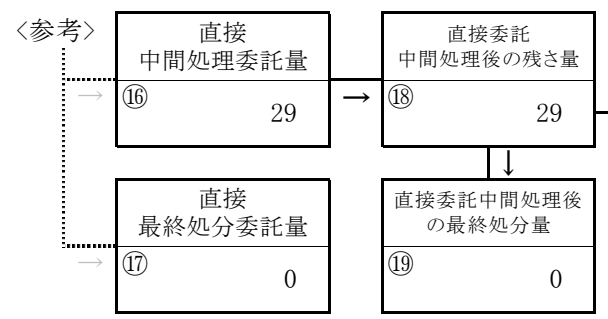 <参考>
直接
中間処理委託量
→
⑯
29
→
直接委託
中間処理後の残さ量
⑱
29
↓
直接
最終処分委託量
→
⑰
0
直接委託中間処理後
の最終処分量
⑲
0